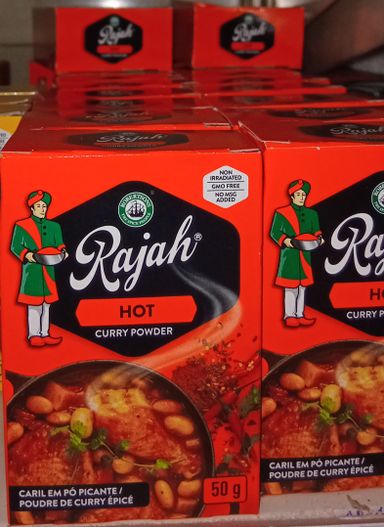 Rajah
Rajah
NON
IRRADIATED
GMO FREE
NO MSG
ADDED
ROBERTSONS
Rajah®
HOT
CURRY POWDER
CARIL EM PÓ PICANTE /
POUDRE DE CURRY ÉPICÉ
50 g
CARIL EM PÓ PICANTE /
POUDRE DE CURRY ÉPICÉ